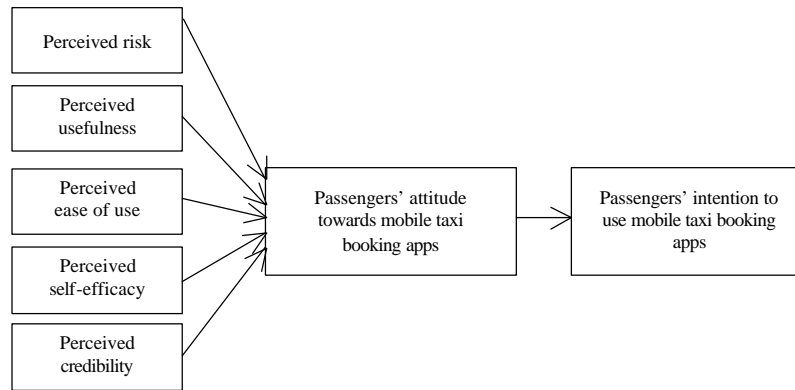 Perceived risk
Perceived
usefulness
Perceived
ease of use
Perceived
self-efficacy
Perceived
credibility
Passengers’ attitude
towards mobile taxi
booking apps
Passengers’ intention to
use mobile taxi booking
apps